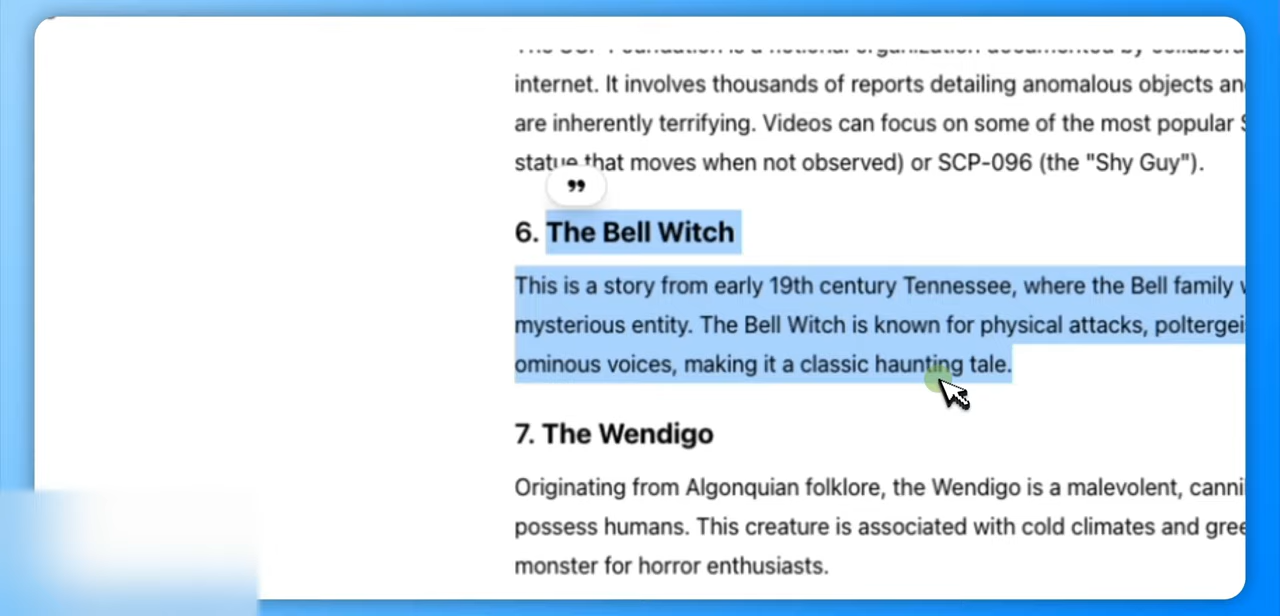 internet. It involves thousands of reports detailing anomalous objects
are inherently terrifying. Videos can focus on some of the most popular
statue that moves when not observed) or SCP-096 (the "Shy Guy").
6. The Bell Witch
This is a story from early 19th century Tennessee, where the Bell family
mysterious entity. The Bell Witch is known for physical attacks,
ominous voices, making it a classic haunting tale.
7. The Wendigo
Originating from Algonquian folklore, the Wendigo is a malevolent,
possess humans. This creature is associated with cold climates and
monster for horror enthusiasts.